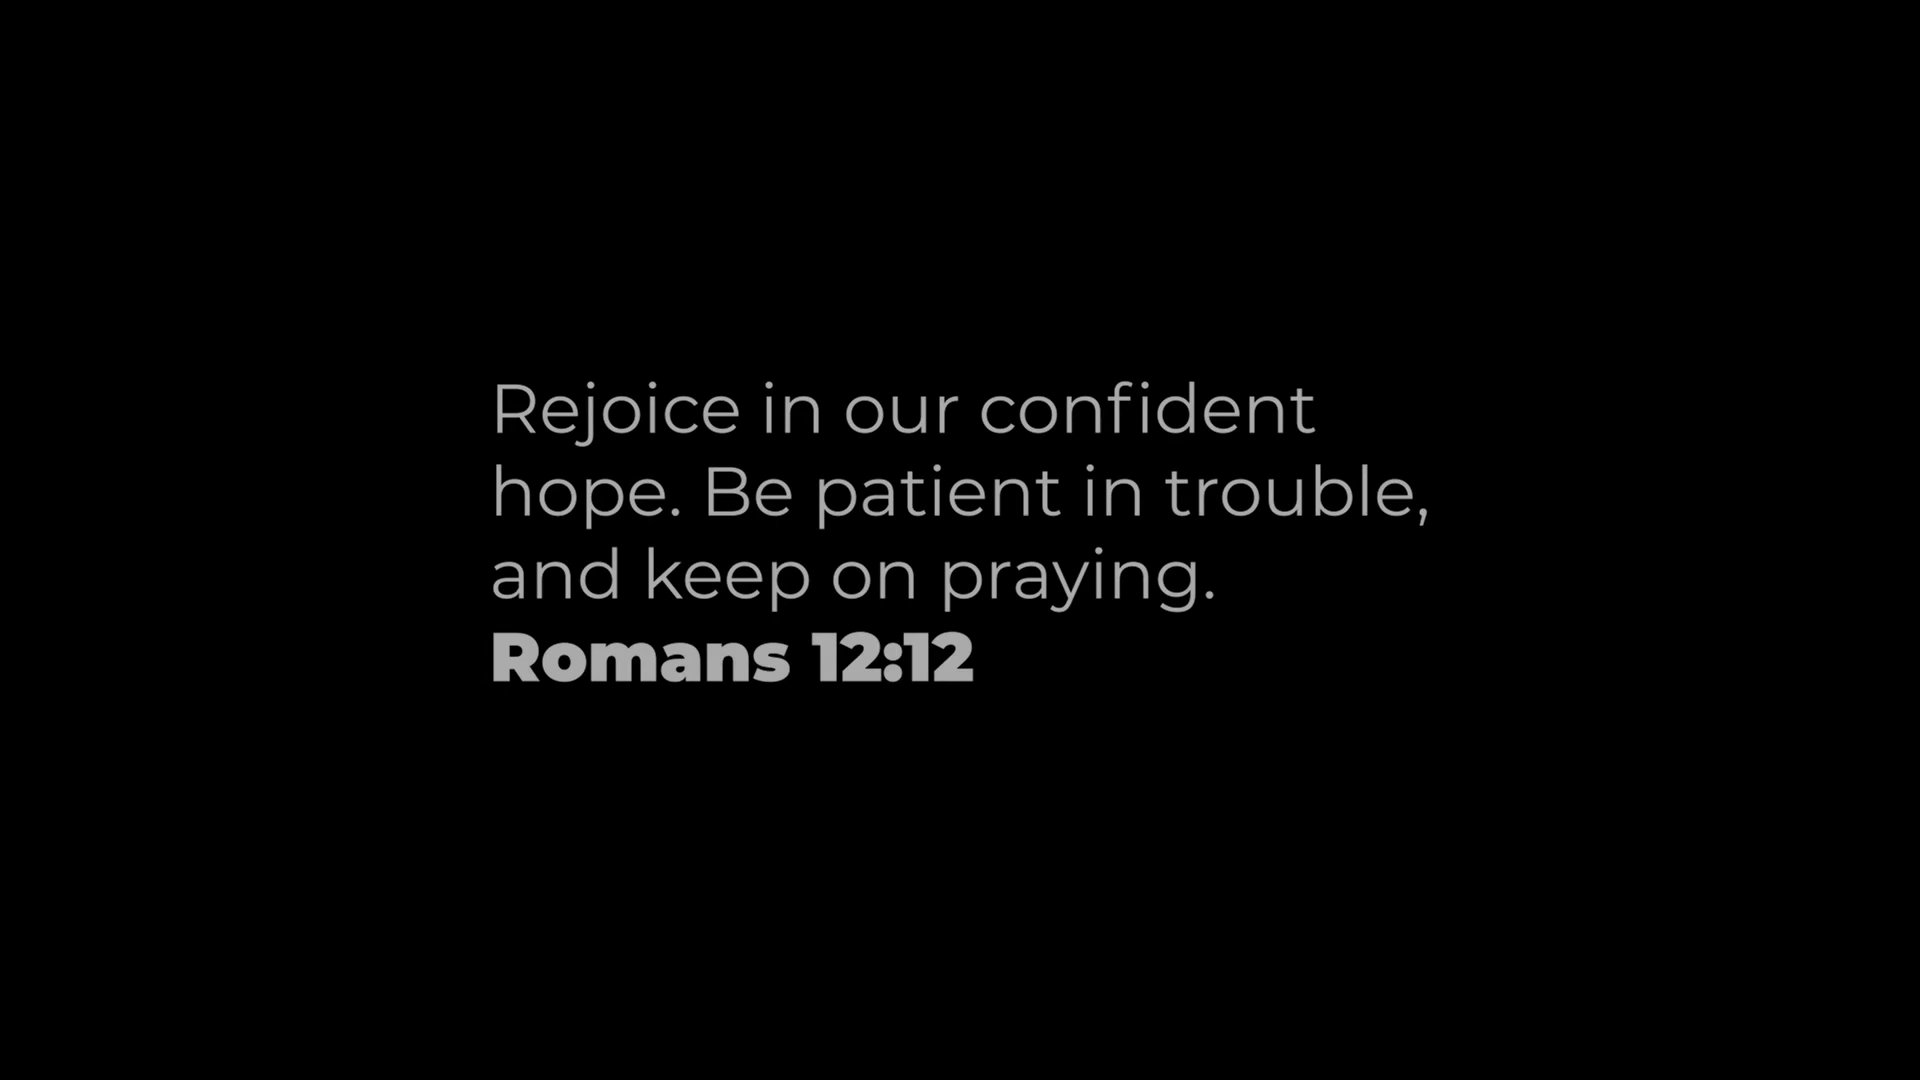 Rejoice in our confident
hope. Be patient in trouble,
and keep on praying.
Romans 12:12